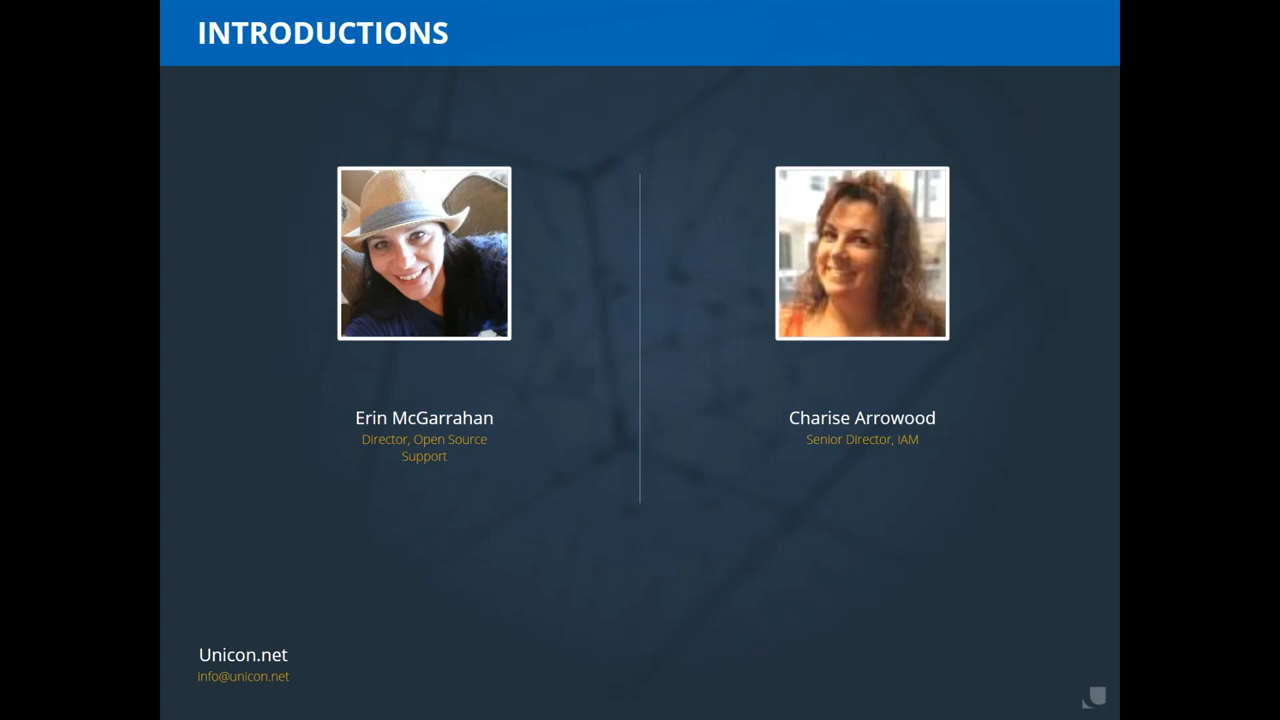 INTRODUCTIONS
Erin McGarrahan
Director, Open Source
Support
Charise Arrowood
Senior Director, IAM
Unicon.net
info@unicon.net